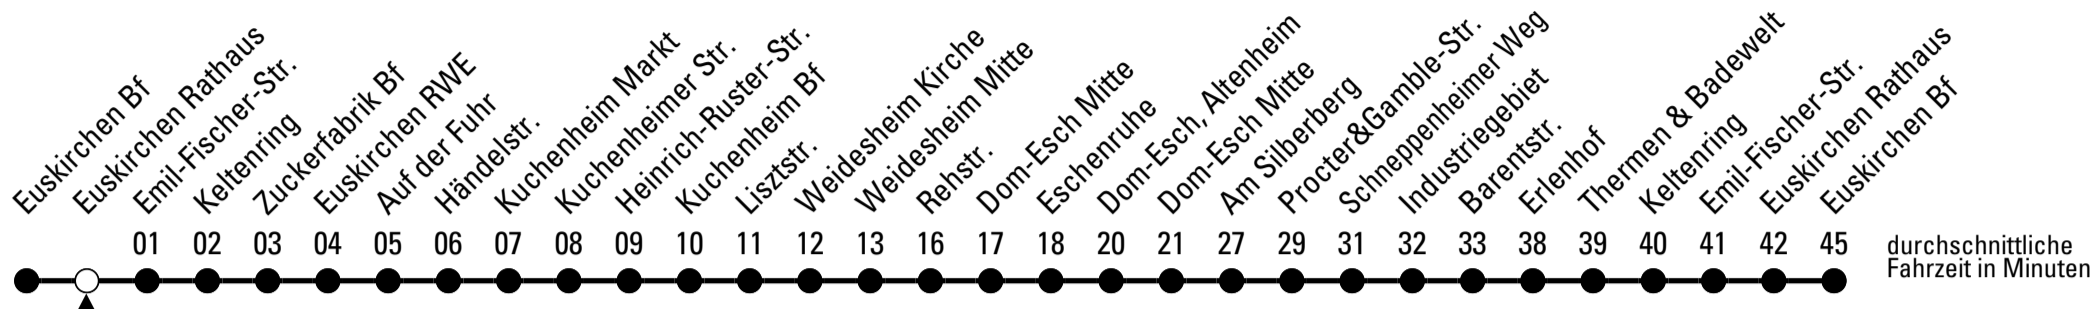 Euskirchen Bf
Euskirchen Rathaus
Emil-Fischer-Str.
Keltenring
Zuckerfabrik Bf
Euskirchen RWE
Auf der Fuhr
Händelstr.
Kuchenheim Markt
Kuchenheimer Str.
Heinrich-Ruster-Str.
Kuchenheim Bf
Lisztstr.
Weidesheim Kirche
Weidesheim Mitte
Rehstr.
Dom-Esch Mitte
Eschenruhe
Dom-Esch, Altenheim
Dom-Esch Mitte
Am Silberberg
Procter&Gamble-Str.
Schneppenheimer Weg
Industriegebiet
Barentstr.
Erlenhof
Thermen & Badewelt
Keltenring
Emil-Fischer-Str.
Euskirchen Rathaus
Euskirchen Bf
01 02 03 04 05 06 07 08 09 10 11 12 13 16 17 18 20 21 27 29 31 32 33 38 39 40 41 42 45
durchschnittliche
Fahrzeit in Minuten